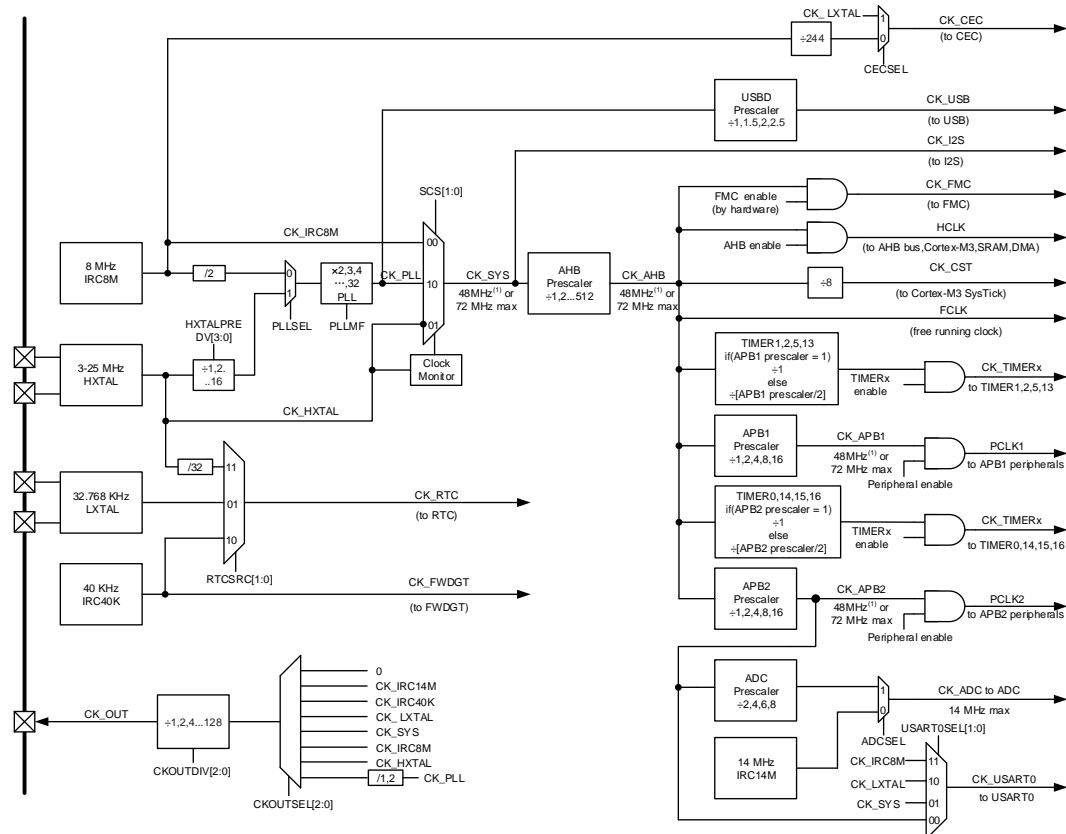 CK_ LXTAL
1
0
÷244
CK_CEC
(to CEC)
CECSEL
USBD
Prescaler
÷1,1.5,2,2.5
CK_USB
(to USB)
CK_I2S
(to I2S)
SCS[1:0]
FMC enable
(by hardware)
CK_FMC
(to FMC)
CK_IRC8M
00
AHB enable
HCLK
(to AHB bus,Cortex-M3,SRAM,DMA)
8 MHz
IRC8M
/2
0
1
×2,3,4
…,32
PLL
CK_PLL
10
CK_SYS
48MHz(1) or
72 MHz max
AHB
Prescaler
÷1,2...512
CK_AHB
48MHz(1) or
72 MHz max
÷8
CK_CST
(to Cortex-M3 SysTick)
PLLSEL
PLLMF
01
FCLK
(free running clock)
HXTALPRE
DV[3:0]
3-25 MHz
HXTAL
÷1,2.
..16
Clock
Monitor
TIMER1,2,5,13
if(APB1 prescaler = 1)
÷1
else
÷[APB1 prescaler/2]
TIMERx
enable
CK_TIMERx
to TIMER1,2,5,13
CK_HXTAL
/32
11
01
10
APB1
Prescaler
÷1,2,4,8,16
CK_APB1
48MHz(1) or
72 MHz max
Peripheral enable
PCLK1
to APB1 peripherals
32.768 KHz
LXTAL
CK_RTC
(to RTC)
TIMER0,14,15,16
if(APB2 prescaler = 1)
÷1
else
÷[APB2 prescaler/2]
TIMERx
enable
CK_TIMERx
to TIMER0,14,15,16
RTCSRC[1:0]
40 KHz
IRC40K
CK_FWDGT
(to FWDGT)
APB2
Prescaler
÷1,2,4,8,16
CK_APB2
48MHz(1) or
72 MHz max
Peripheral enable
PCLK2
to APB2 peripherals
0
CK_IRC14M
CK_IRC40K
CK_ LXTAL
CK_SYS
CK_IRC8M
CK_HXTAL
/1,2
CK_PLL
CK_OUT
÷1,2,4...128
CKOUTDIV[2:0]
CKOUTSEL[2:0]
ADC
Prescaler
÷2,4,6,8
1
0
CK_ADC to ADC
14 MHz max
ADCSEL
14 MHz
IRC14M
USART0SEL[1:0]
CK_IRC8M
11
CK_LXTAL
10
CK_SYS
01
00
CK_USART0
to USART0